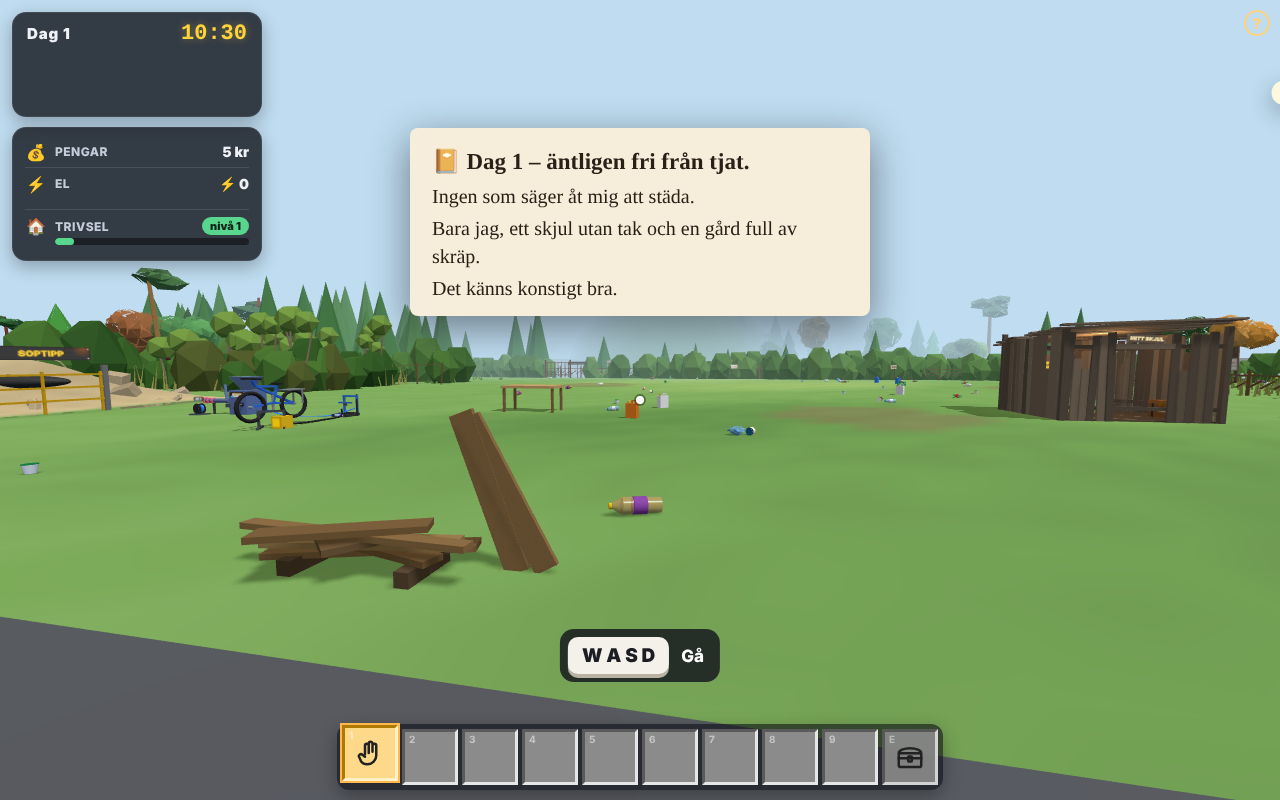 Dag 1 10:30
PENGAR 5 kr
EL ⚡ 0
TRIVSEL nivå 1
?
📔 Dag 1 – äntligen fri från tjat.
Ingen som säger åt mig att städa.
Bara jag, ett skjul utan tak och en gård full av
skräp.
Det känns konstigt bra.
SOPTIPP
MITT SKJUL
WASD Gå
1 2 3 4 5 6 7 8 9 E